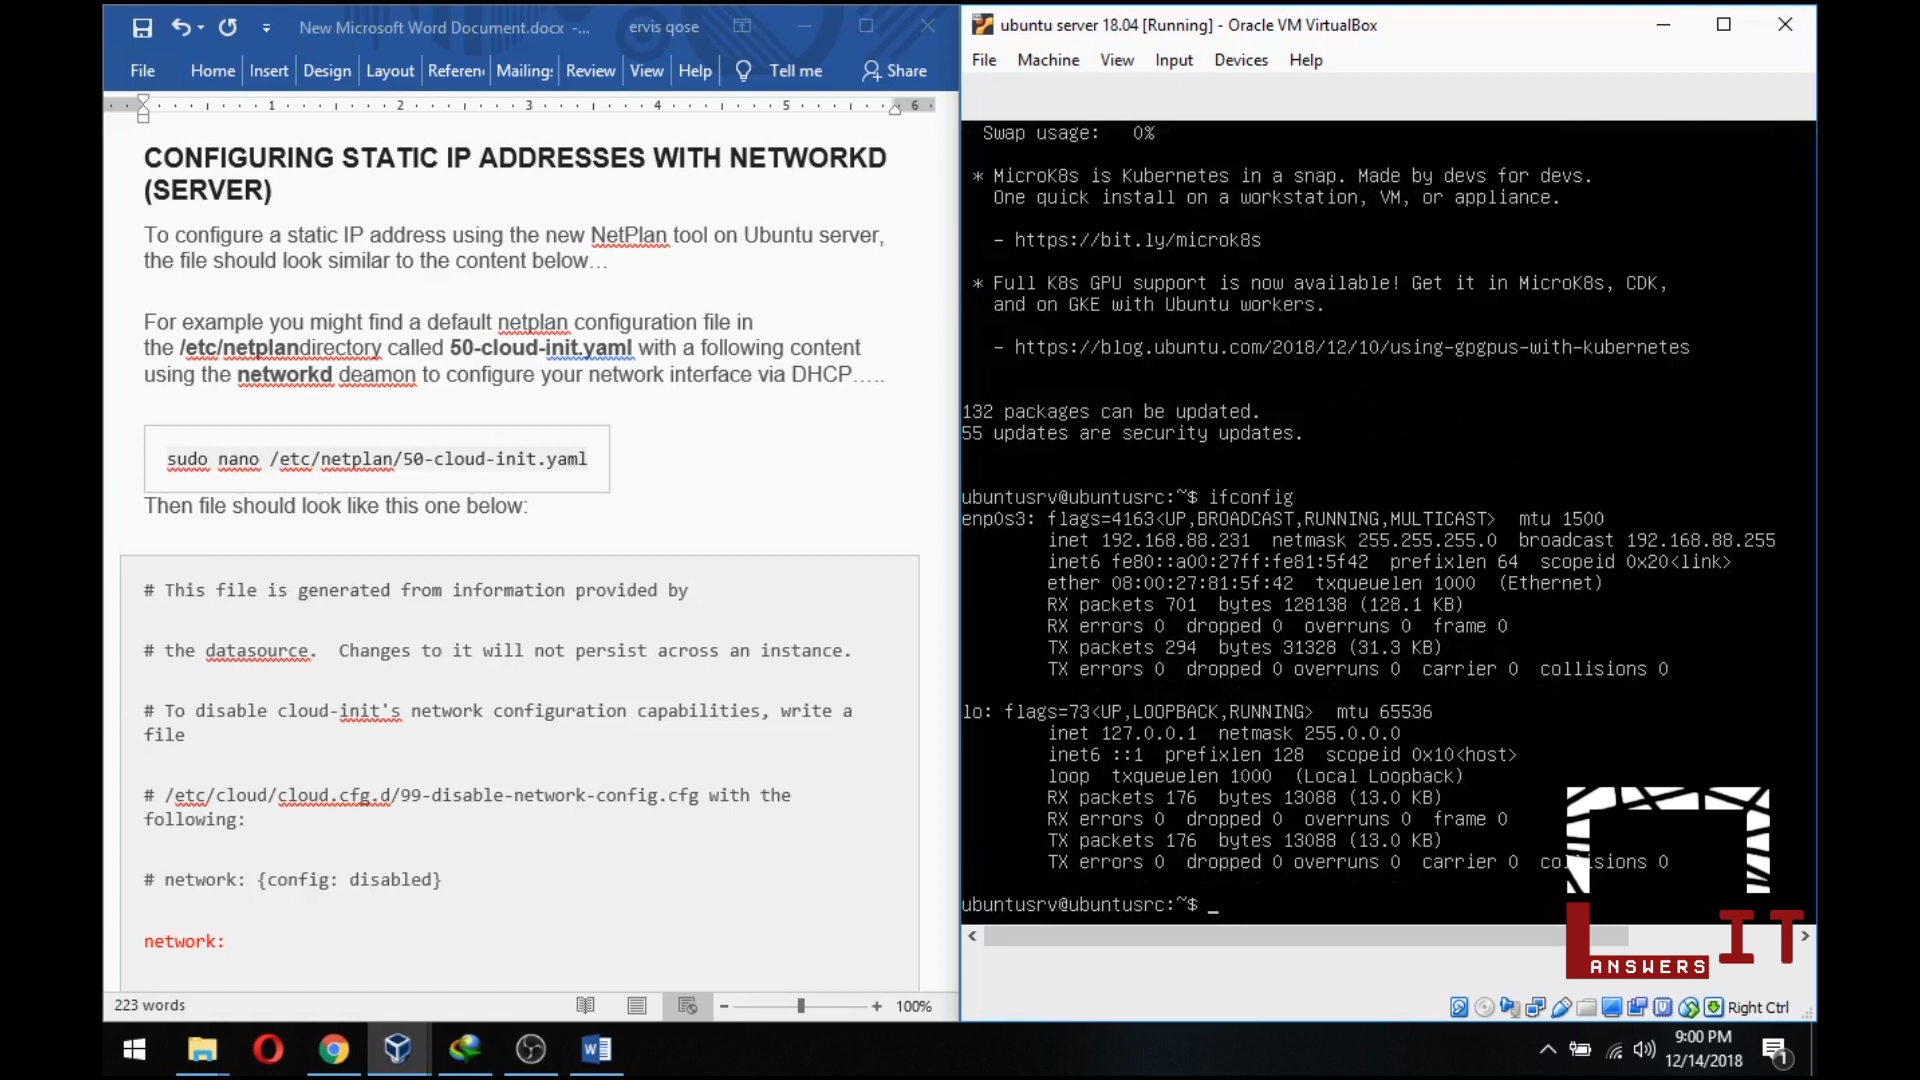 New Microsoft Word Document.docx -...
ervis qose
File Home Insert Design Layout Referen Mailing: Review View Help Tell me Share
1 2 3 4 5 6
CONFIGURING STATIC IP ADDRESSES WITH NETWORKD
(SERVER)
To configure a static IP address using the new NetPlan tool on Ubuntu server,
the file should look similar to the content below…
For example you might find a default netplan configuration file in
the /etc/netplandirectory called 50-cloud-init.yaml with a following content
using the networkd deamon to configure your network interface via DHCP…..
sudo nano /etc/netplan/50-cloud-init.yaml
Then file should look like this one below:
# This file is generated from information provided by
# the datasource.  Changes to it will not persist across an instance.
# To disable cloud-init's network configuration capabilities, write a
file
# /etc/cloud/cloud.cfg.d/99-disable-network-config.cfg with the
following:
# network: {config: disabled}
network:
223 words
100%
ubuntu server 18.04 [Running] - Oracle VM VirtualBox
File Machine View Input Devices Help
Swap usage:   0%
* MicroK8s is Kubernetes in a snap. Made by devs for devs.
One quick install on a workstation, VM, or appliance.
- https://bit.ly/microk8s
* Full K8s GPU support is now available! Get it in MicroK8s, CDK,
and on GKE with Ubuntu workers.
- https://blog.ubuntu.com/2018/12/10/using-gpgpus-with-kubernetes
132 packages can be updated.
55 updates are security updates.
ubuntusrv@ubuntusrc:~$ ifconfig
enp0s3: flags=4163<UP,BROADCAST,RUNNING,MULTICAST>  mtu 1500
inet 192.168.88.231  netmask 255.255.255.0  broadcast 192.168.88.255
inet6 fe80::a00:27ff:fe81:5f42  prefixlen 64  scopeid 0x20<link>
ether 08:00:27:81:5f:42  txqueuelen 1000  (Ethernet)
RX packets 701  bytes 128138 (128.1 KB)
RX errors 0  dropped 0  overruns 0  frame 0
TX packets 294  bytes 31328 (31.3 KB)
TX errors 0  dropped 0 overruns 0  carrier 0  collisions 0
lo: flags=73<UP,LOOPBACK,RUNNING>  mtu 65536
inet 127.0.0.1  netmask 255.0.0.0
inet6 ::1  prefixlen 128  scopeid 0x10<host>
loop  txqueuelen 1000  (Local Loopback)
RX packets 176  bytes 13088 (13.0 KB)
RX errors 0  dropped 0  overruns 0  frame 0
TX packets 176  bytes 13088 (13.0 KB)
TX errors 0  dropped 0 overruns 0  carrier 0  collisions 0
ubuntusrv@ubuntusrc:~$ _
IT
ANSWERS
Right Ctrl
9:00 PM
12/14/2018
1